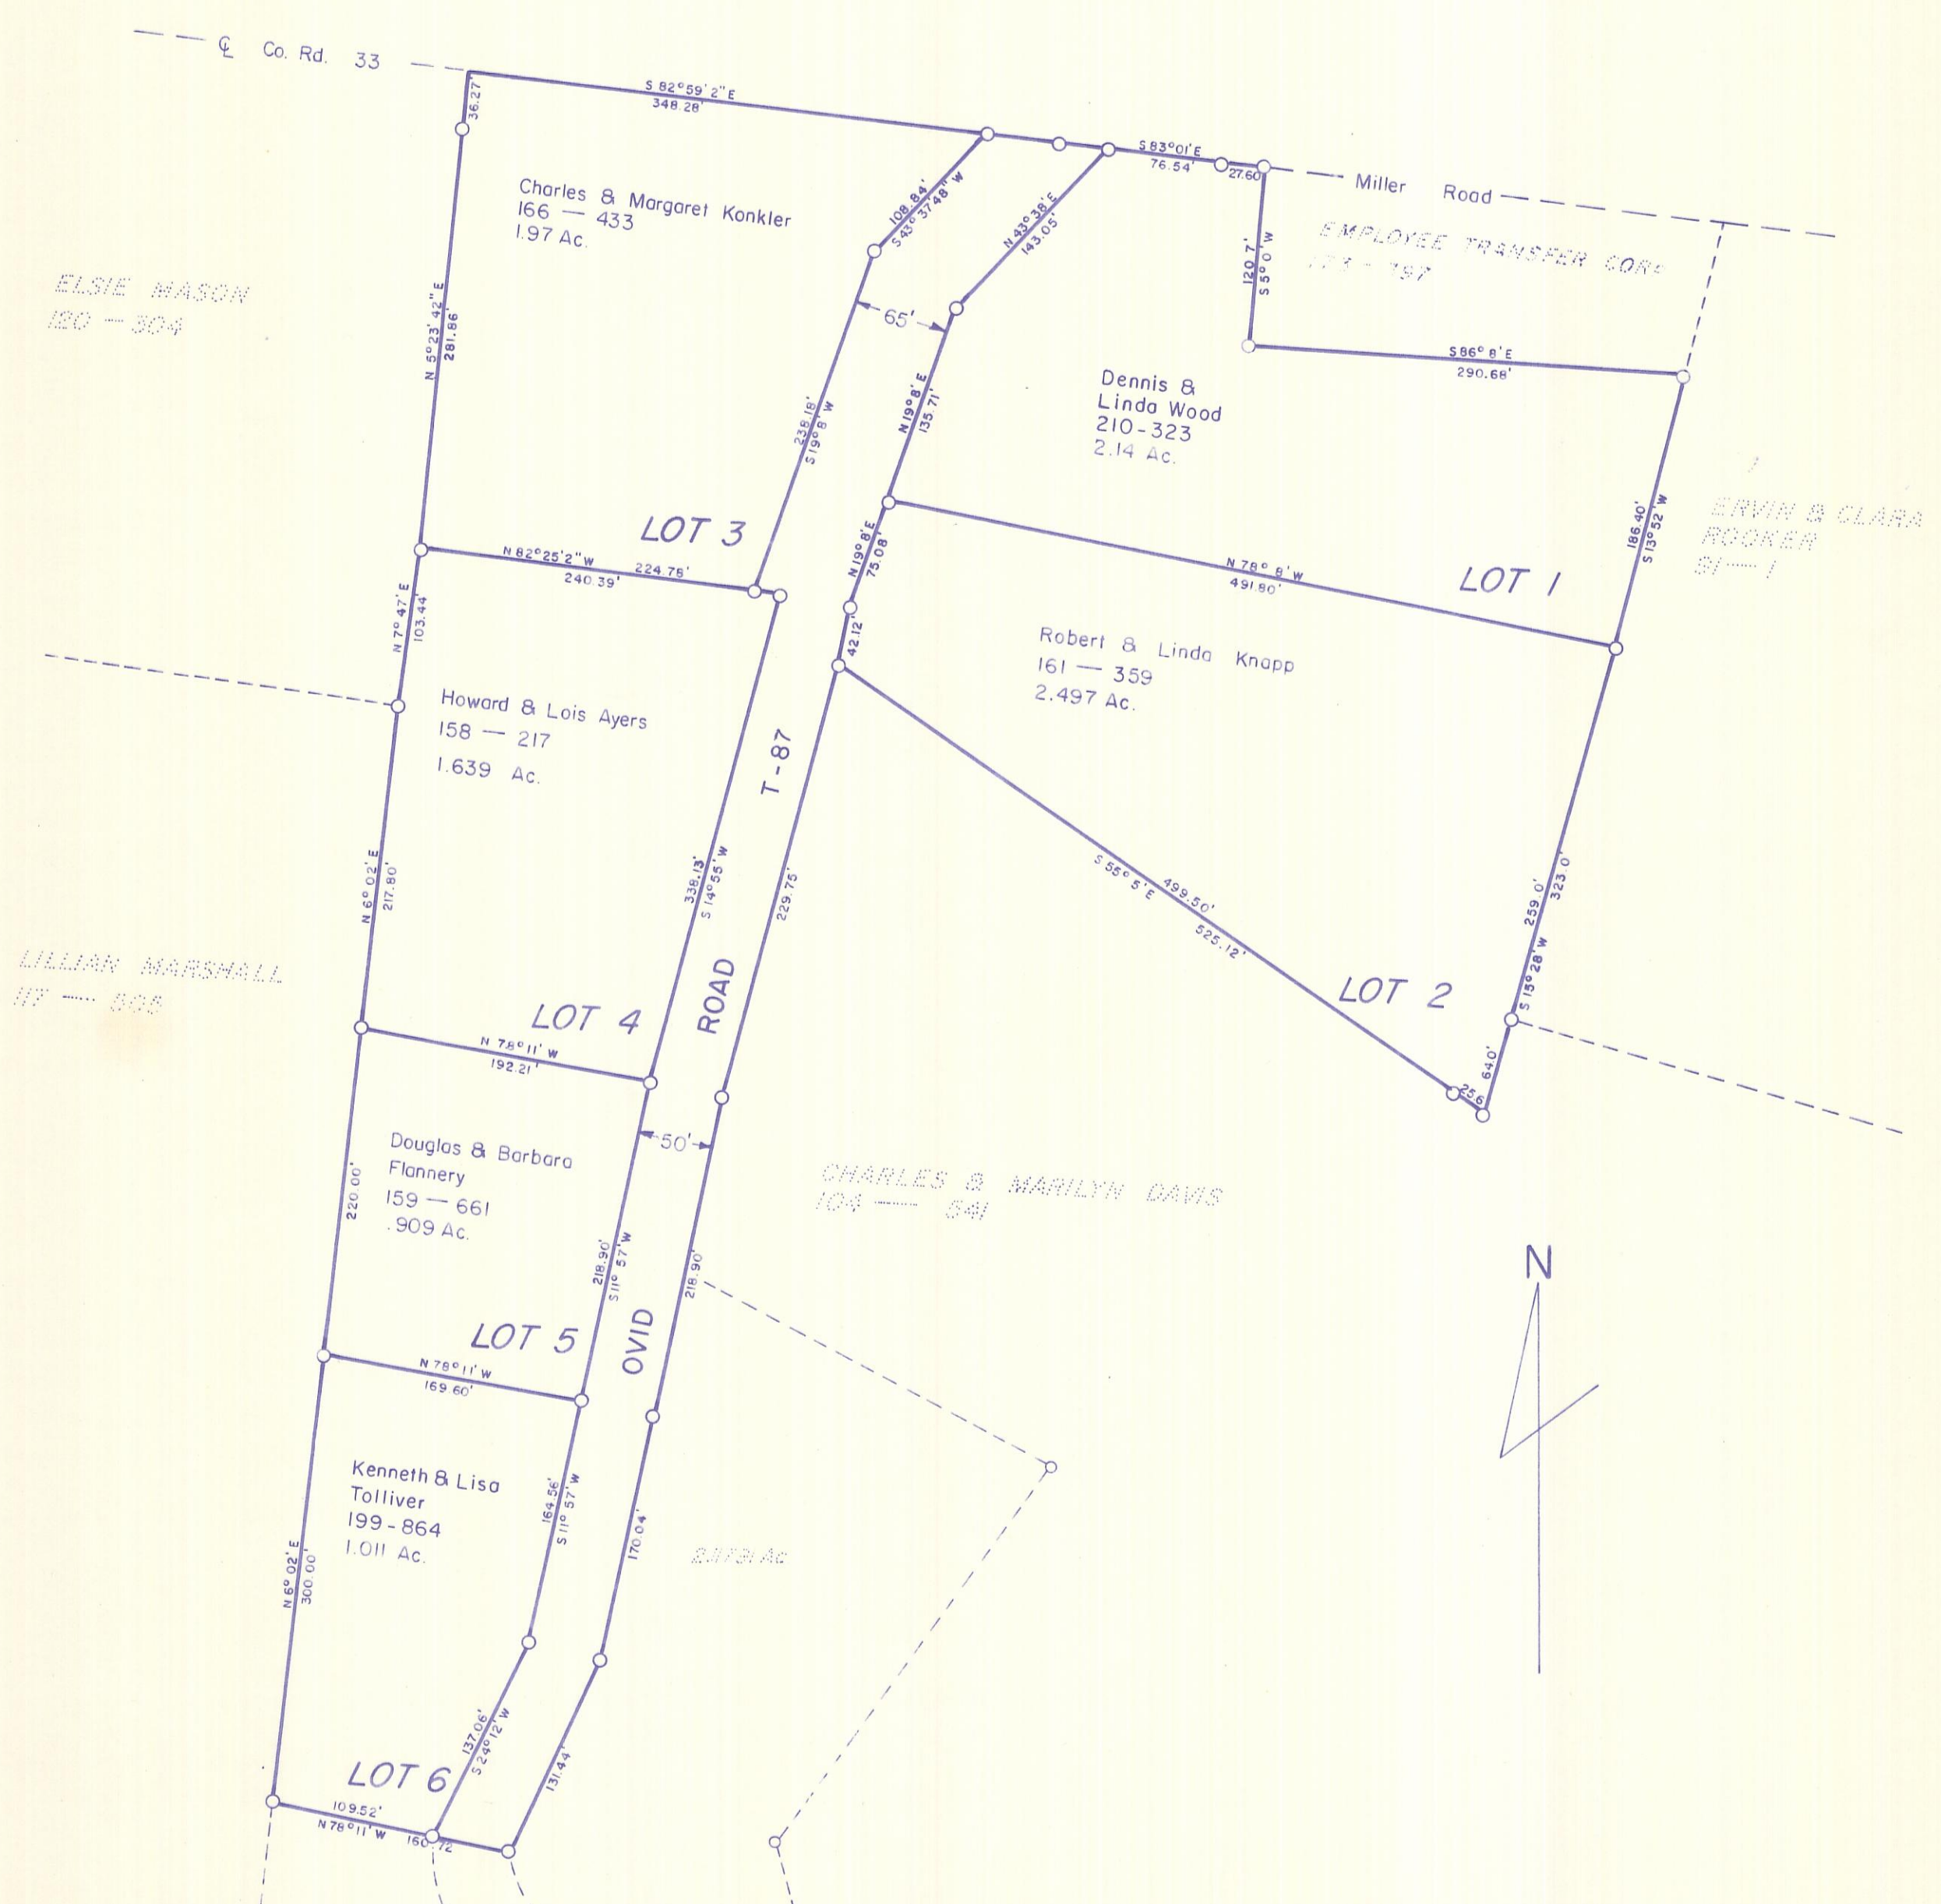 ℄ Co. Rd. 33
S 82°59'2"E
348.28'
36.27'
S 83°01'E
76.54'
27.60
Miller Road
Charles & Margaret Konkler
166 — 433
1.97 Ac.
108.84'
S 43°37'48" W
N 43°38'E
143.05'
120.7'
S 5°0'W
EMPLOYEE TRANSFER CORP
ELSIE MASON
120 — 304
N 5°23'42" E
281.86'
65'
S 86°8'E
290.68'
Dennis &
Linda Wood
210-323
2.14 Ac.
238.18'
S 19°8'W
N 19°8'E
135.71'
186.40'
S 13°52'W
ERVIN & CLARA
ROOKER
LOT 3
N 82°25'2"W
224.78'
240.39'
N 19°8'E
75.08'
N 78°8'W
491.80'
LOT 1
N 7°47'E
103.44'
42.12'
Robert & Linda Knapp
161 — 359
2.497 Ac.
Howard & Lois Ayers
158 — 217
1.639 Ac.
T-87
N 6°02'E
217.80'
338.13'
S 14°55'W
229.75'
499.50'
S 55°5'E
525.12'
259.0'
323.0'
S 15°28'W
LILLIAN MARSHALL
LOT 4
ROAD
LOT 2
N 78°11' W
192.21'
64.0'
25.6
50'
Douglas & Barbara
Flannery
159 — 661
.909 Ac.
220.00'
CHARLES & MARILYN DAVIS
104 — 541
218.90'
S 11°57'W
218.90'
N
LOT 5
OVID
N 78°11' W
169.60'
Kenneth & Lisa
Tolliver
199-864
1.011 Ac.
164.56'
S 11°57'W
170.04'
N 6°02'E
300.00'
137.06'
S 24°12'W
131.44'
LOT 6
109.52'
N 78°11' W
160.72